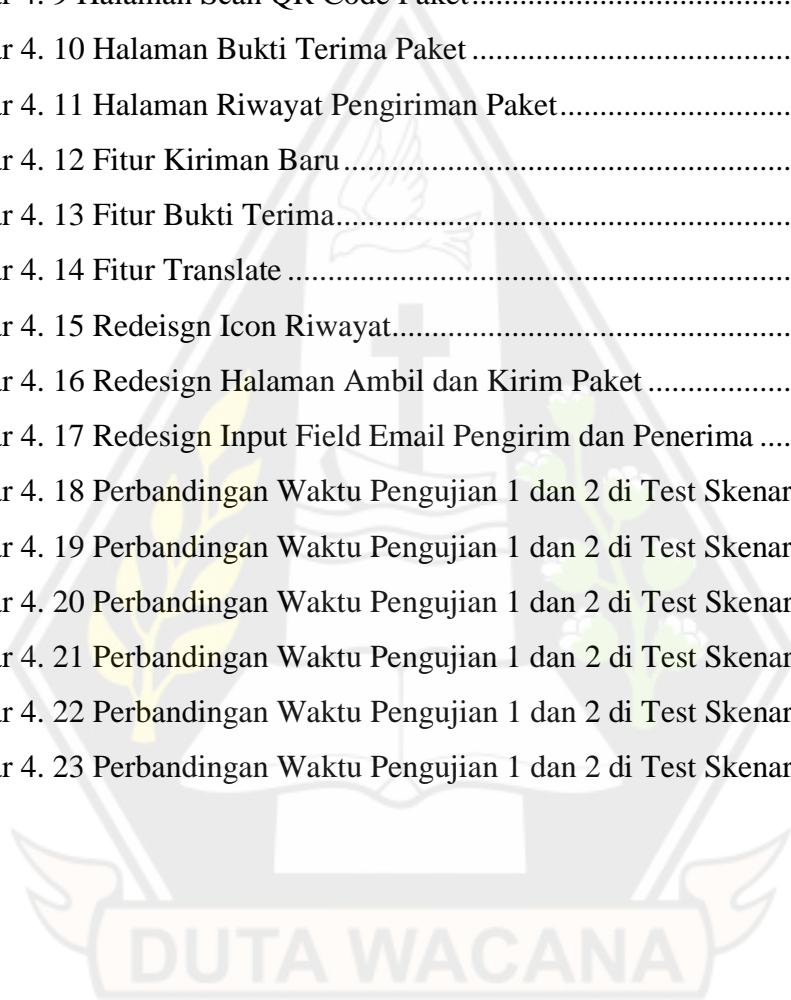 r 4. 9 Halaman Scan QR Code Paket........................................
r 4. 10 Halaman Bukti Terima Paket ........................................
r 4. 11 Halaman Riwayat Pengiriman Paket.............................
r 4. 12 Fitur Kiriman Baru........................................................
r 4. 13 Fitur Bukti Terima.........................................................
r 4. 14 Fitur Translate ...............................................................
r 4. 15 Redeisgn Icon Riwayat..................................................
r 4. 16 Redesign Halaman Ambil dan Kirim Paket ..................
r 4. 17 Redesign Input Field Email Pengirim dan Penerima ....
r 4. 18 Perbandingan Waktu Pengujian 1 dan 2 di Test Skenar
r 4. 19 Perbandingan Waktu Pengujian 1 dan 2 di Test Skenar
r 4. 20 Perbandingan Waktu Pengujian 1 dan 2 di Test Skenar
r 4. 21 Perbandingan Waktu Pengujian 1 dan 2 di Test Skenar
r 4. 22 Perbandingan Waktu Pengujian 1 dan 2 di Test Skenar
r 4. 23 Perbandingan Waktu Pengujian 1 dan 2 di Test Skenar
DUTA WACANA